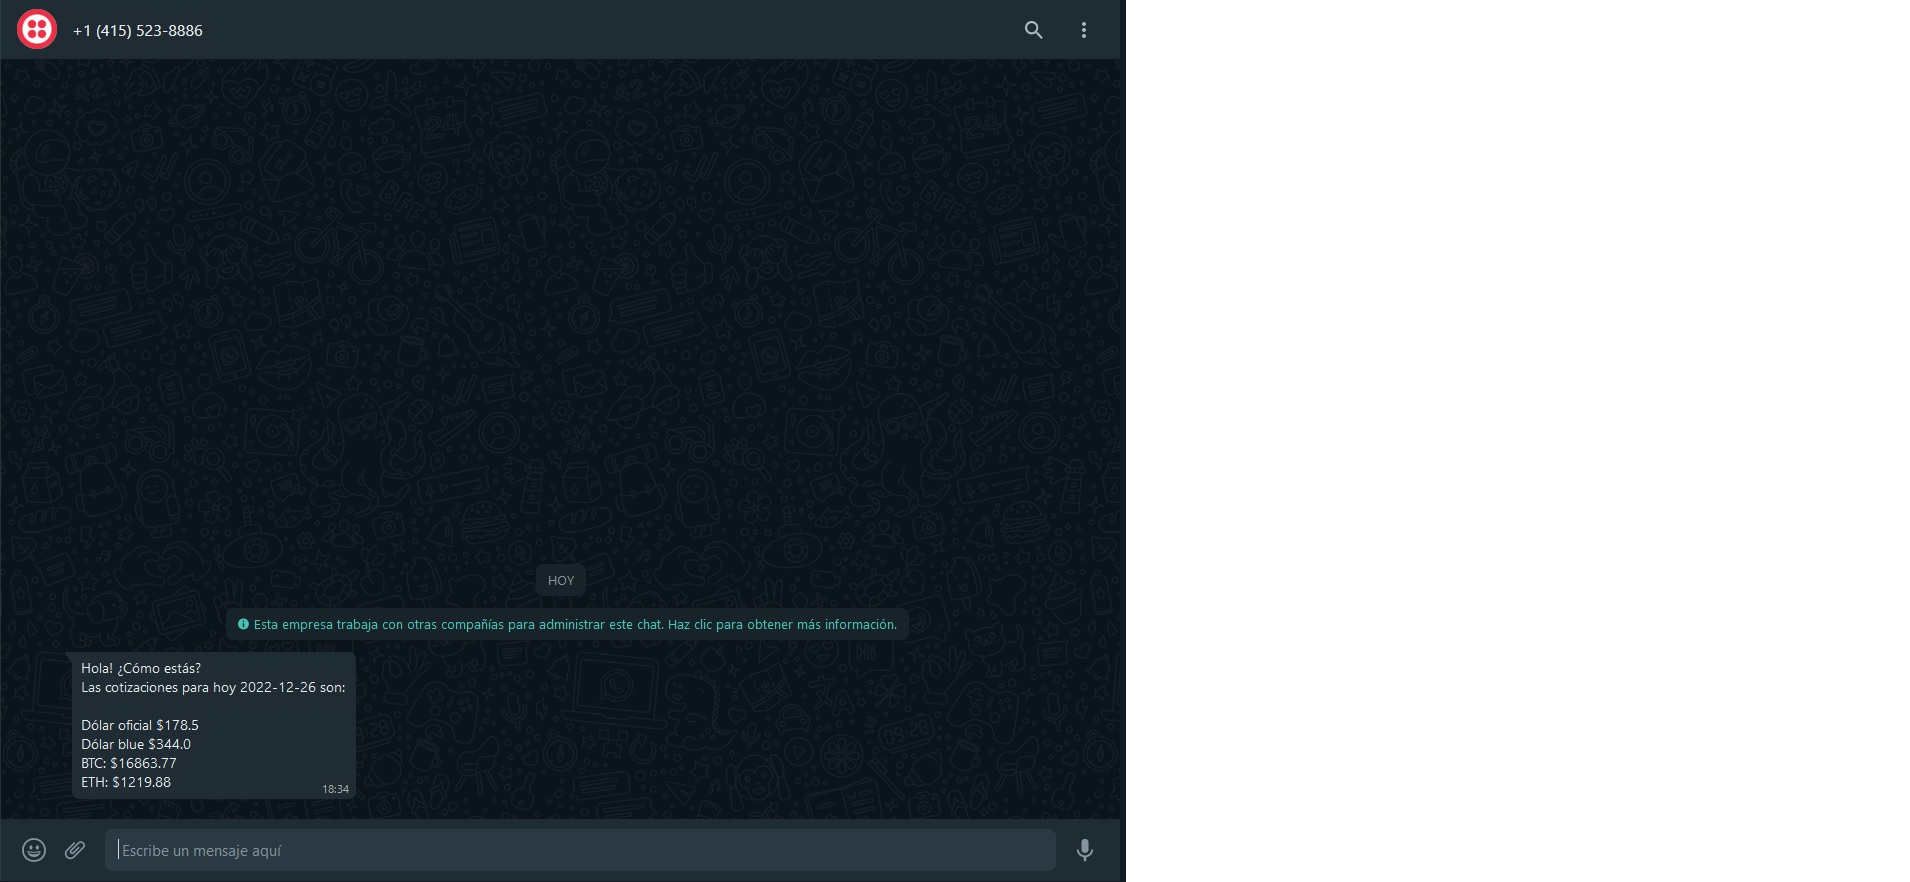 +1 (415) 523-8886
HOY
Esta empresa trabaja con otras compañías para administrar este chat. Haz clic para obtener más información.
Hola! ¿Cómo estás?
Las cotizaciones para hoy 2022-12-26 son:
Dólar oficial $178.5
Dólar blue $344.0
BTC: $16863.77
ETH: $1219.88
18:34
Escribe un mensaje aquí